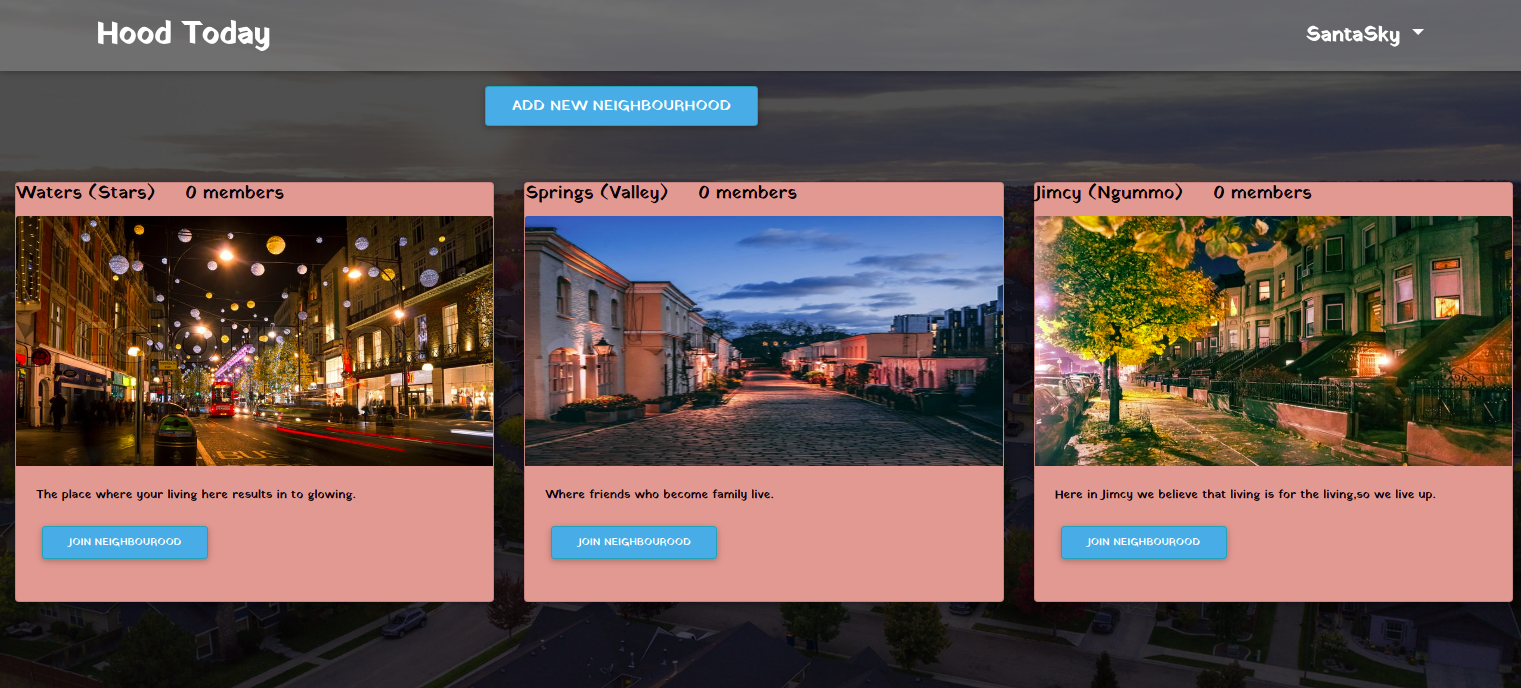 Hood Today
SantaSky
ADD NEW NEIGHBOURHOOD
Waters (Stars) 0 members
Springs (Valley) 0 members
Jimcy (Ngummo) 0 members
BUS
The place where your living here results in to glowing.
Where friends who become family live.
Here in Jimcy we believe that living is for the living,so we live up.
JOIN NEIGHBOUROOD
JOIN NEIGHBOUROOD
JOIN NEIGHBOUROOD